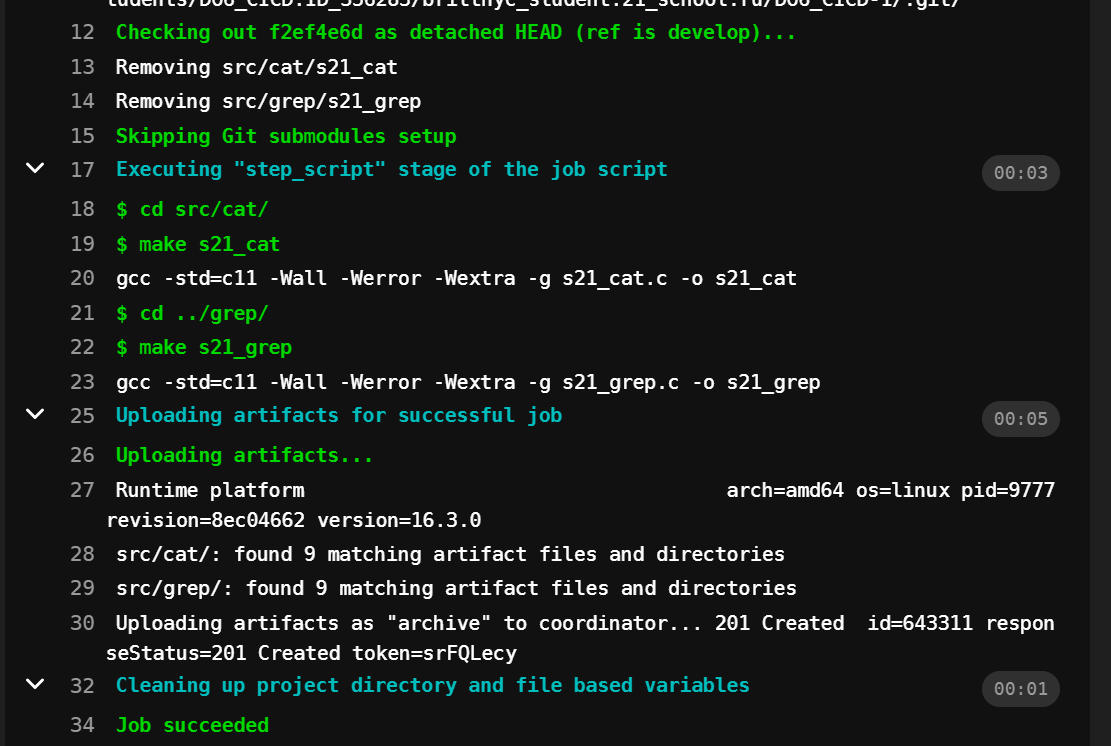 12 Checking out f2ef4e6d as detached HEAD (ref is develop)...
13 Removing src/cat/s21_cat
14 Removing src/grep/s21_grep
15 Skipping Git submodules setup
17 Executing "step_script" stage of the job script 00:03
18 $ cd src/cat/
19 $ make s21_cat
20 gcc -std=c11 -Wall -Werror -Wextra -g s21_cat.c -o s21_cat
21 $ cd ../grep/
22 $ make s21_grep
23 gcc -std=c11 -Wall -Werror -Wextra -g s21_grep.c -o s21_grep
25 Uploading artifacts for successful job 00:05
26 Uploading artifacts...
27 Runtime platform arch=amd64 os=linux pid=9777
revision=8ec04662 version=16.3.0
28 src/cat/: found 9 matching artifact files and directories
29 src/grep/: found 9 matching artifact files and directories
30 Uploading artifacts as "archive" to coordinator... 201 Created id=643311 respon
seStatus=201 Created token=srFQLecy
32 Cleaning up project directory and file based variables 00:01
34 Job succeeded